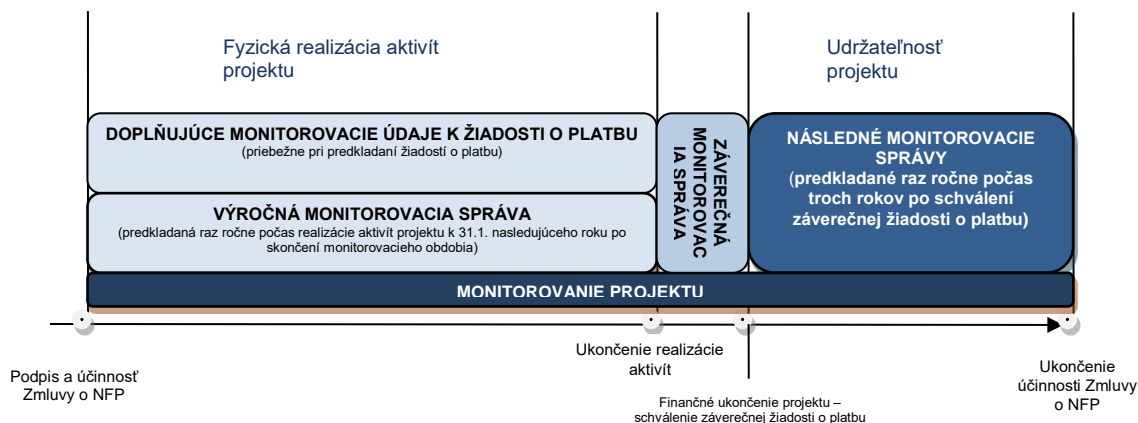 Fyzická realizácia aktivít
projektu
Udržateľnosť
projektu
DOPLŇUJÚCE MONITOROVACIE ÚDAJE K ŽIADOSTI O PLATBU
(priebežne pri predkladaní žiadostí o platbu)
VÝROČNÁ MONITOROVACIA SPRÁVA
(predkladaná raz ročne počas realizácie aktivít projektu k 31.1. nasledujúceho roku po
skončení monitorovacieho obdobia)
ZÁVEREČNÁ
MONITOROVAC
IA SPRÁVA
NÁSLEDNÉ MONITOROVACIE
SPRÁVY
(predkladané raz ročne počas
troch rokov po schválení
záverečnej žiadosti o platbu)
MONITOROVANIE PROJEKTU
Podpis a účinnosť
Zmluvy o NFP
Ukončenie realizácie
aktivít
Finančné ukončenie projektu –
schválenie záverečnej žiadosti o platbu
Ukončenie
účinnosti Zmluvy
o NFP